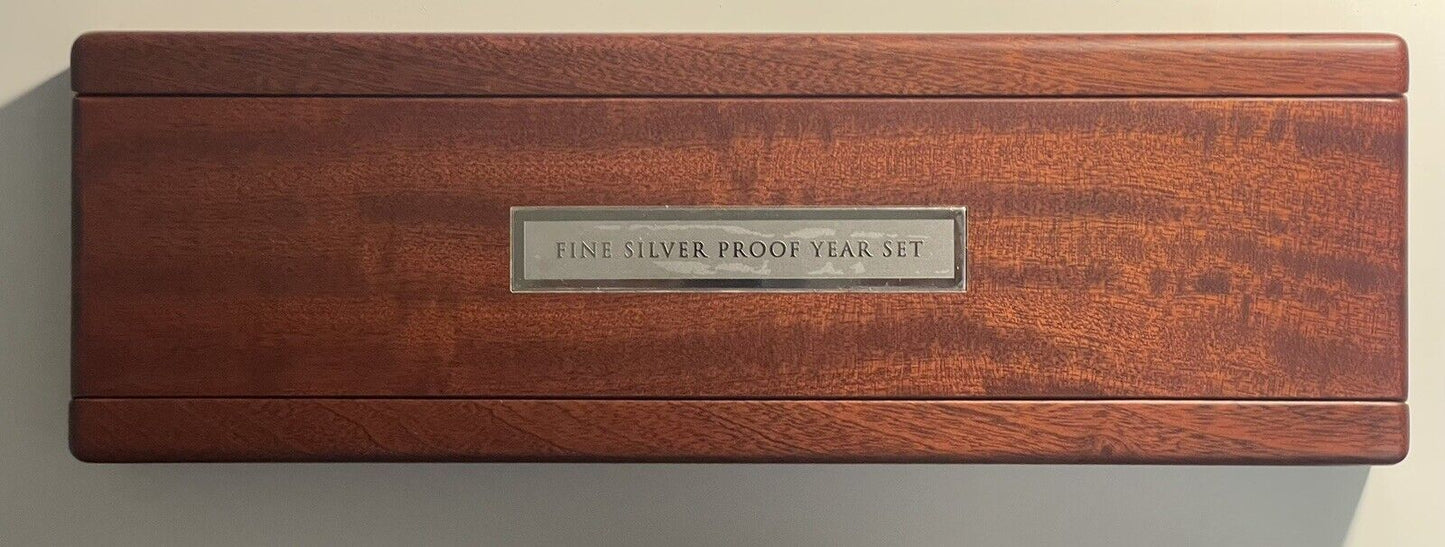 FINE SILVER PROOF YEAR SET